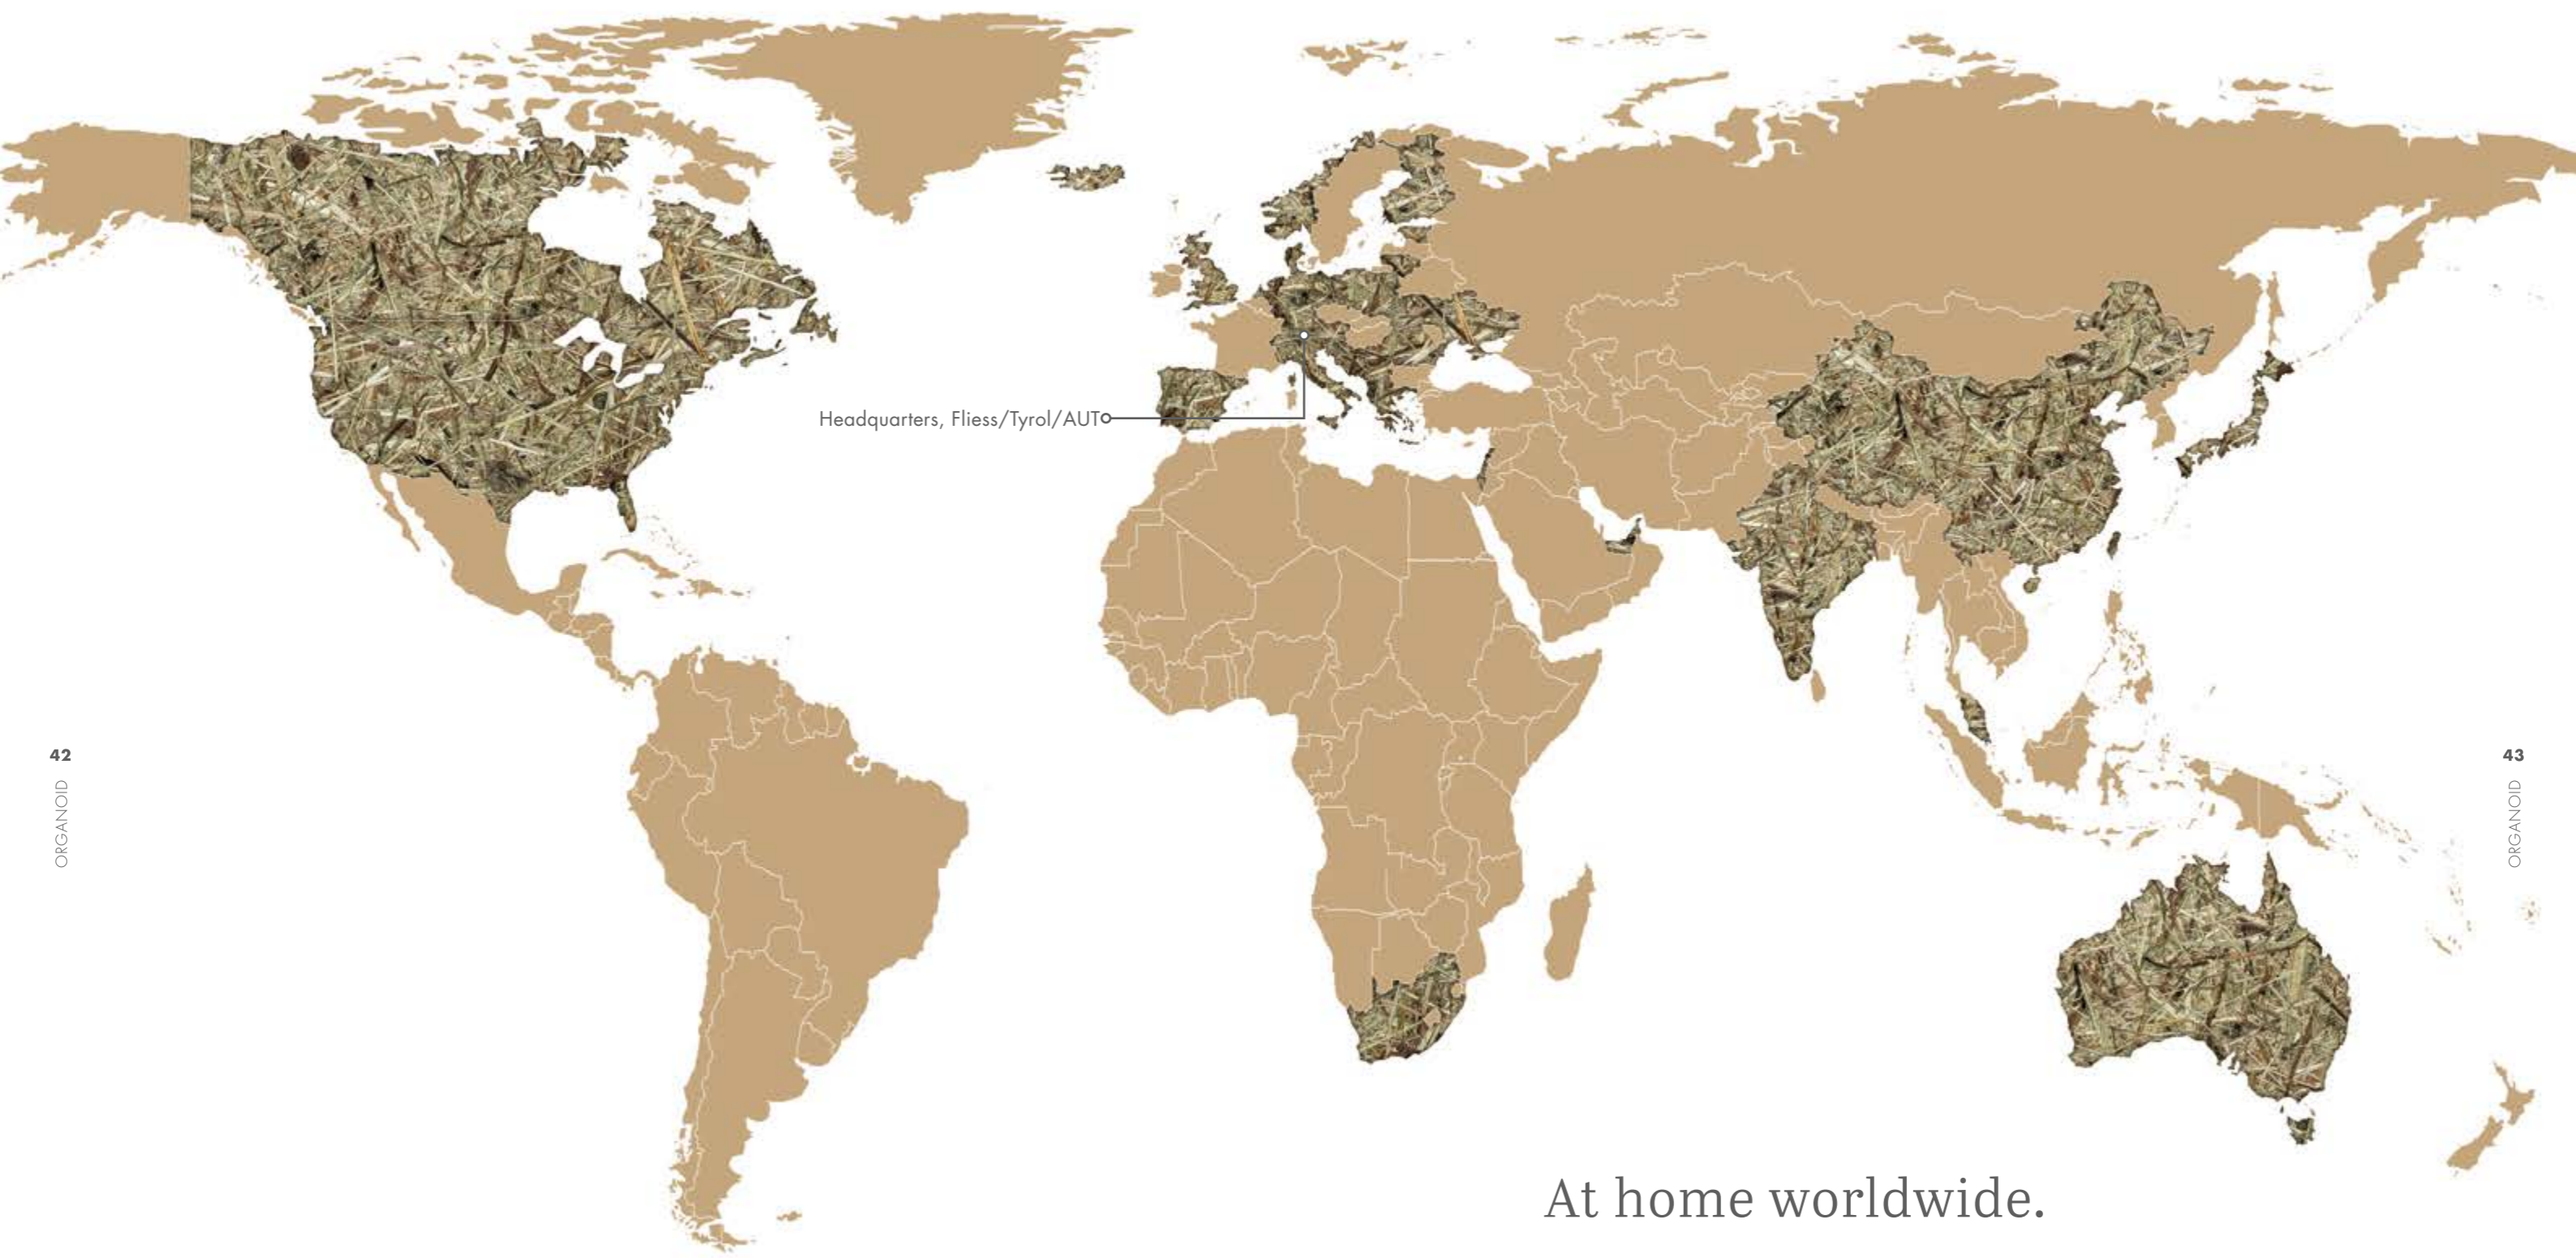 Headquarters, Fliess/Tyrol/AUT
42
ORGANOID
43
ORGANOID
At home worldwide.